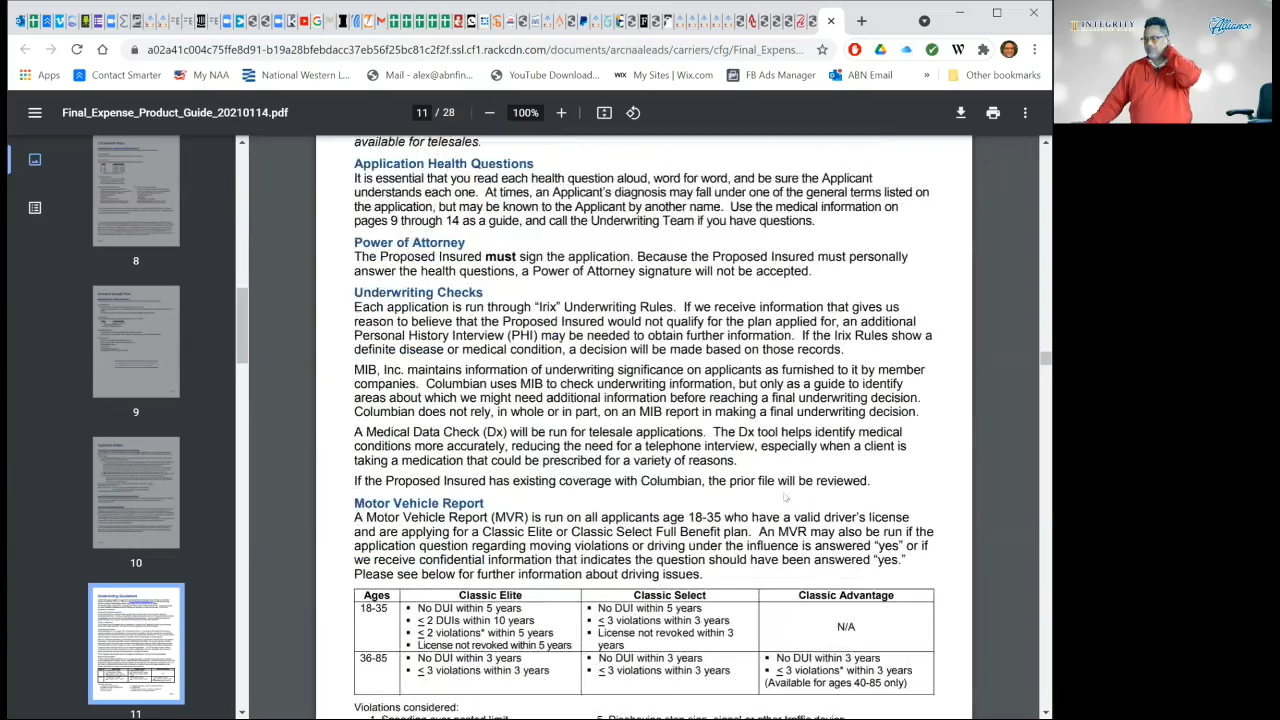 a02a41c004c75ffe8d91-b19a28bfebdacc37eb56f25bc81c2f2f.ssl.cf1.rackcdn.com/documents/arcnaaleads/carriers/cfg/Final_Expens...
Apps
Contact Smarter
My NAA
National Western L...
Mail - alex@abnfin...
YouTube Download...
My Sites | Wix.com
FB Ads Manager
ABN Email
»
Other bookmarks
INTEGRITY
Alliance
Final_Expense_Product_Guide_20210114.pdf
11 / 28
100%
8
9
10
11
available for telesales.
Application Health Questions
It is essential that you read each health question aloud, word for word, and be sure the Applicant
understands each one. At times, an Applicant's diagnosis may fall under one of the general terms listed on
the application, but may be known to the Applicant by another name. Use the medical information on
pages 9 through 14 as a guide, and call the Underwriting Team if you have questions.
Power of Attorney
The Proposed Insured must sign the application. Because the Proposed Insured must personally
answer the health questions, a Power of Attorney signature will not be accepted.
Underwriting Checks
Each application is run through Irix® Underwriting Rules. If we receive information that gives us
reason to believe that the Proposed Insured would not qualify for the plan applied for, an additional
Personal History Interview (PHI) may be needed to obtain further information. If the Irix Rules show a
definite disease or medical condition, a decision will be made based on those records.
MIB, Inc. maintains information of underwriting significance on applicants as furnished to it by member
companies. Columbian uses MIB to check underwriting information, but only as a guide to identify
areas about which we might need additional information before reaching a final underwriting decision.
Columbian does not rely, in whole or in part, on an MIB report in making a final underwriting decision.
A Medical Data Check (Dx) will be run for telesale applications. The Dx tool helps identify medical
conditions more accurately, reducing the need for a telephone interview, especially when a client is
taking a medication that could be prescribed for a variety of reasons.
If the Proposed Insured has existing coverage with Columbian, the prior file will be reviewed.
Motor Vehicle Report
A Motor Vehicle Report (MVR) is run on all applicants age 18-35 who have a valid driver's license
and are applying for a Classic Elite or Classic Select Full Benefit plan. An MVR may also be run if the
application question regarding moving violations or driving under the influence is answered “yes” or if
we receive confidential information that indicates the question should have been answered “yes.”
Please see below for further information about driving issues.
Ages Classic Elite Classic Select Classic Advantage
18-35
▪ No DUI within 5 years
▪ ≤ 2 DUIs within 10 years
▪ ≤ 2 violations* within 5 years
▪ License not revoked within 5 years
▪ No DUI within 5 years
▪ ≤ 3 violations within 3 years
▪ License not revoked within 3
years
N/A
36-85
▪ No DUI within 3 years
▪ ≤ 3 violations within 3 years
▪ No DUI within 3 years
▪ ≤ 3 violations within 3 years
▪ No DUI within 3 years
▪ ≤ 3 violations* within 3 years
(Available for ages 40-85 only)
Violations considered: